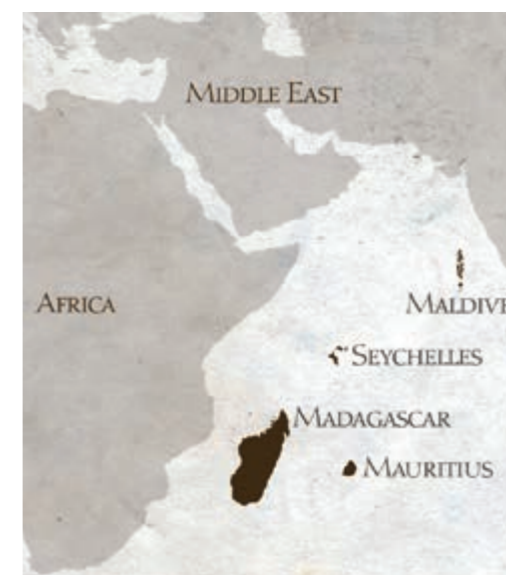 MIDDLE EAST
AFRICA
MALDIVE
SEYCHELLES
MADAGASCAR
MAURITIUS